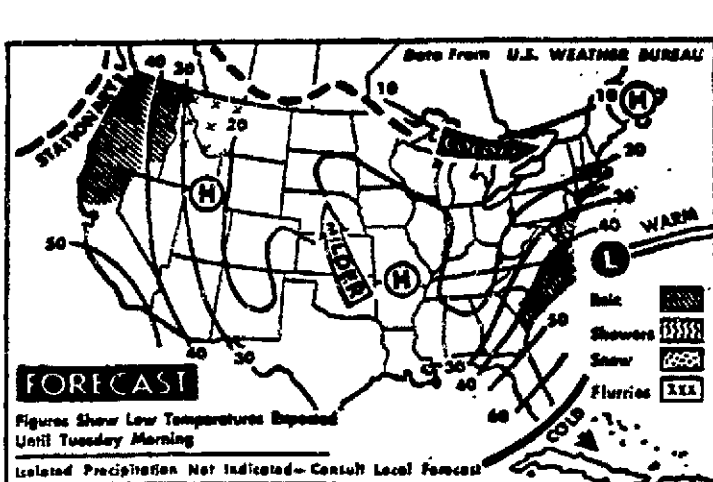 Data From U.S. WEATHER BUREAU
40
30
STATIONARY
20
10
10
H
20
H
30
50
MILDER
H
40
WARM
L
Rain
Showers
Snow
Flurries
50
40
30
30
40
60
COLD
FORECAST
Figures Show Low Temperatures Expected
Until Tuesday Morning
Isolated Precipitation Not Indicated- Consult Local Forecast